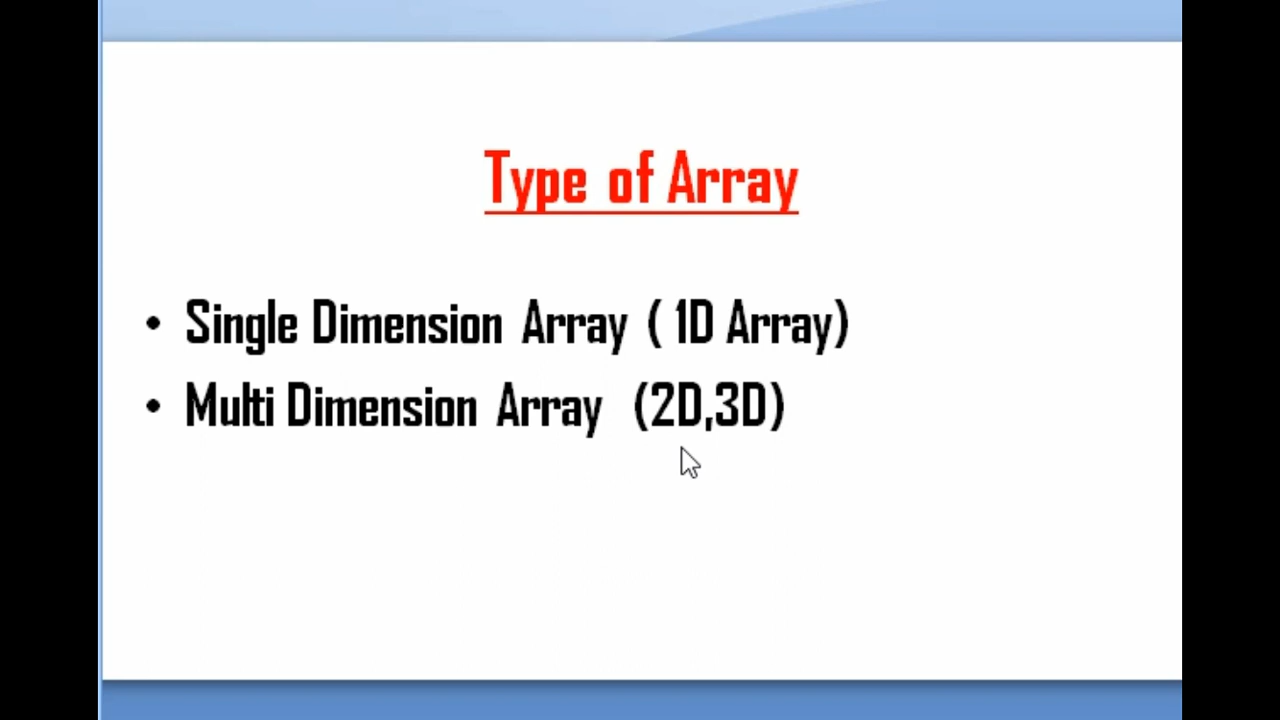 Type of Array
• Single Dimension Array ( 1D Array)
• Multi Dimension Array (2D,3D)